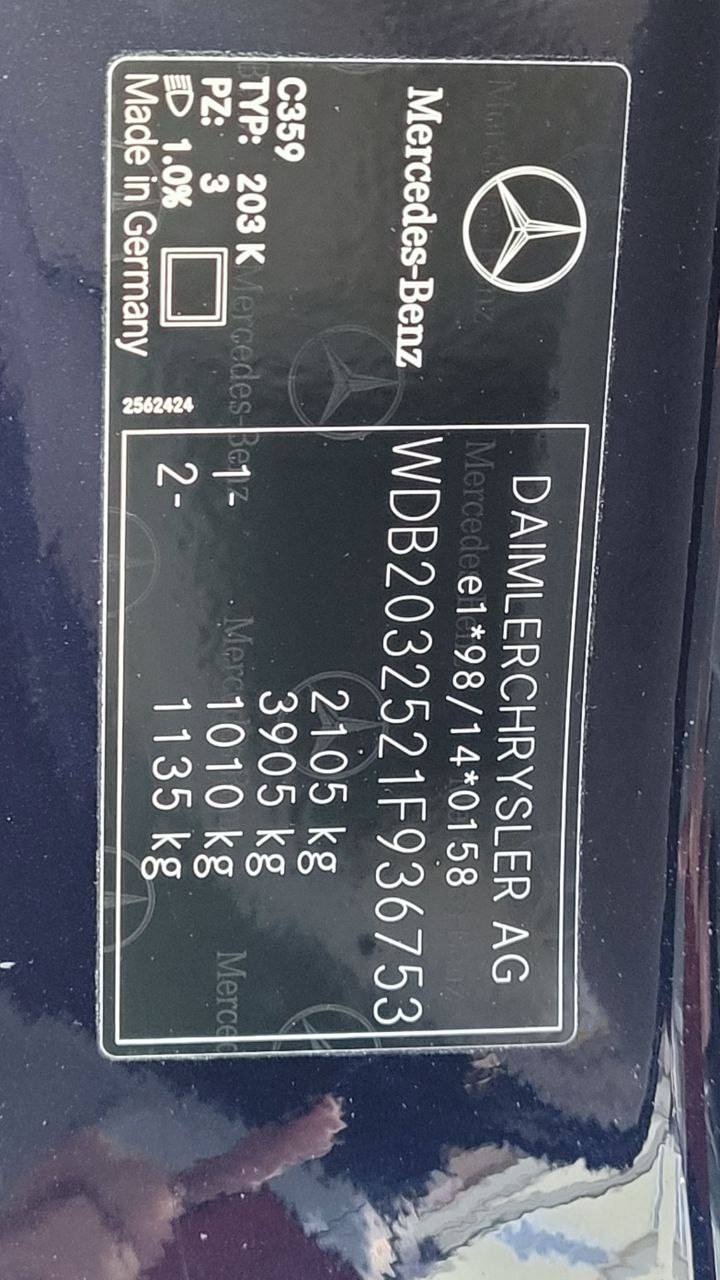 Mercedes-Benz
C359
TYP: 203 K
PZ: 3
1.0%
Made in Germany
2562424
DAIMLERCHRYSLER AG
e1*98/14*0158
WDB2032521F936753
2105 kg
3905 kg
1- 1010 kg
2- 1135 kg